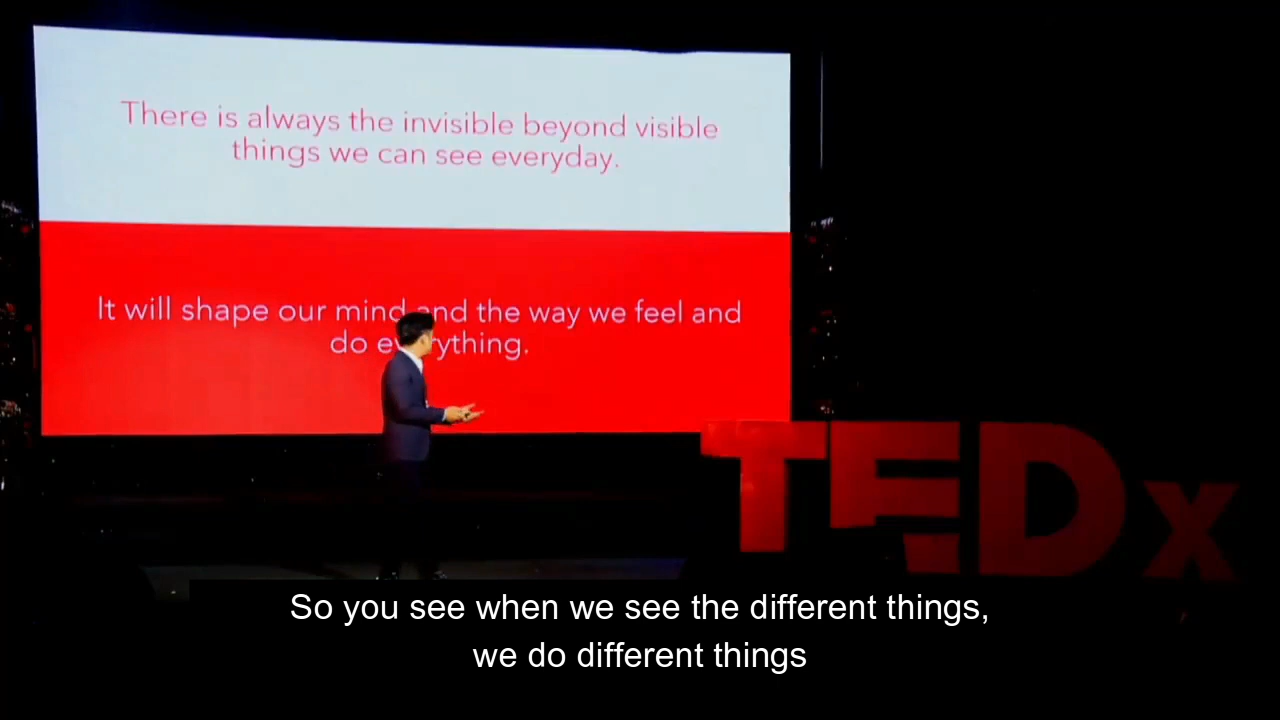 There is always the invisible beyond visible
things we can see everyday.
It will shape our mind and the way we feel and
do everything.
TEDx
So you see when we see the different things,
we do different things